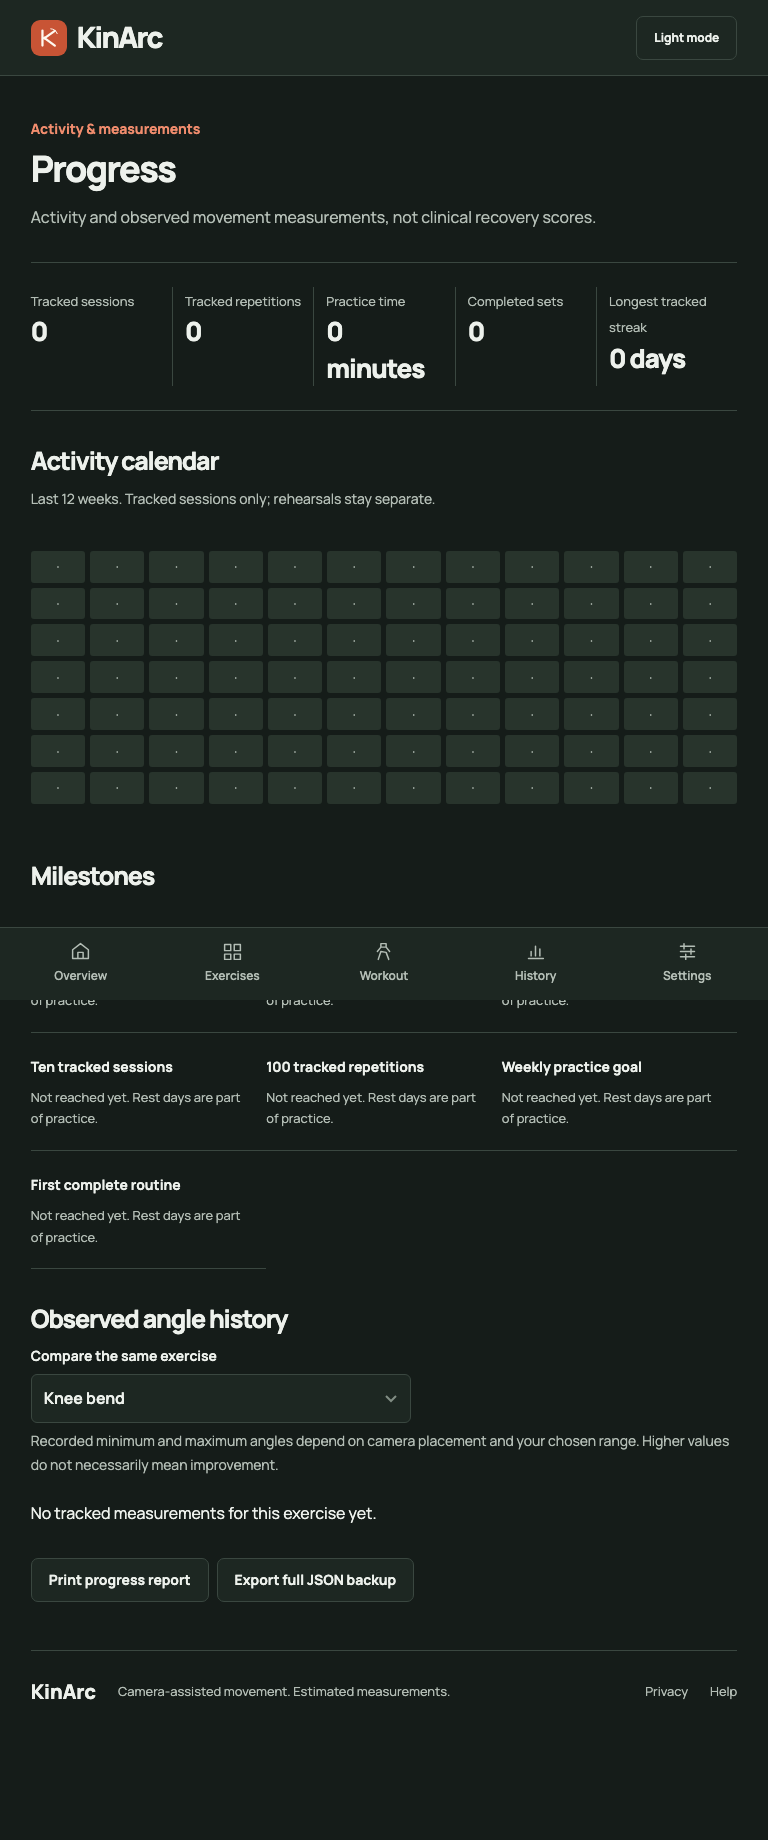 KinArc
Light mode
Activity & measurements
Progress
Activity and observed movement measurements, not clinical recovery scores.
Tracked sessions
0
Tracked repetitions
0
Practice time
0
minutes
Completed sets
0
Longest tracked
streak
0 days
Activity calendar
Last 12 weeks. Tracked sessions only; rehearsals stay separate.
Milestones
Overview
Exercises
Workout
History
Settings
of practice.
of practice.
of practice.
Ten tracked sessions
Not reached yet. Rest days are part
of practice.
100 tracked repetitions
Not reached yet. Rest days are part
of practice.
Weekly practice goal
Not reached yet. Rest days are part
of practice.
First complete routine
Not reached yet. Rest days are part
of practice.
Observed angle history
Compare the same exercise
Knee bend
Recorded minimum and maximum angles depend on camera placement and your chosen range. Higher values
do not necessarily mean improvement.
No tracked measurements for this exercise yet.
Print progress report
Export full JSON backup
KinArc
Camera-assisted movement. Estimated measurements.
Privacy
Help